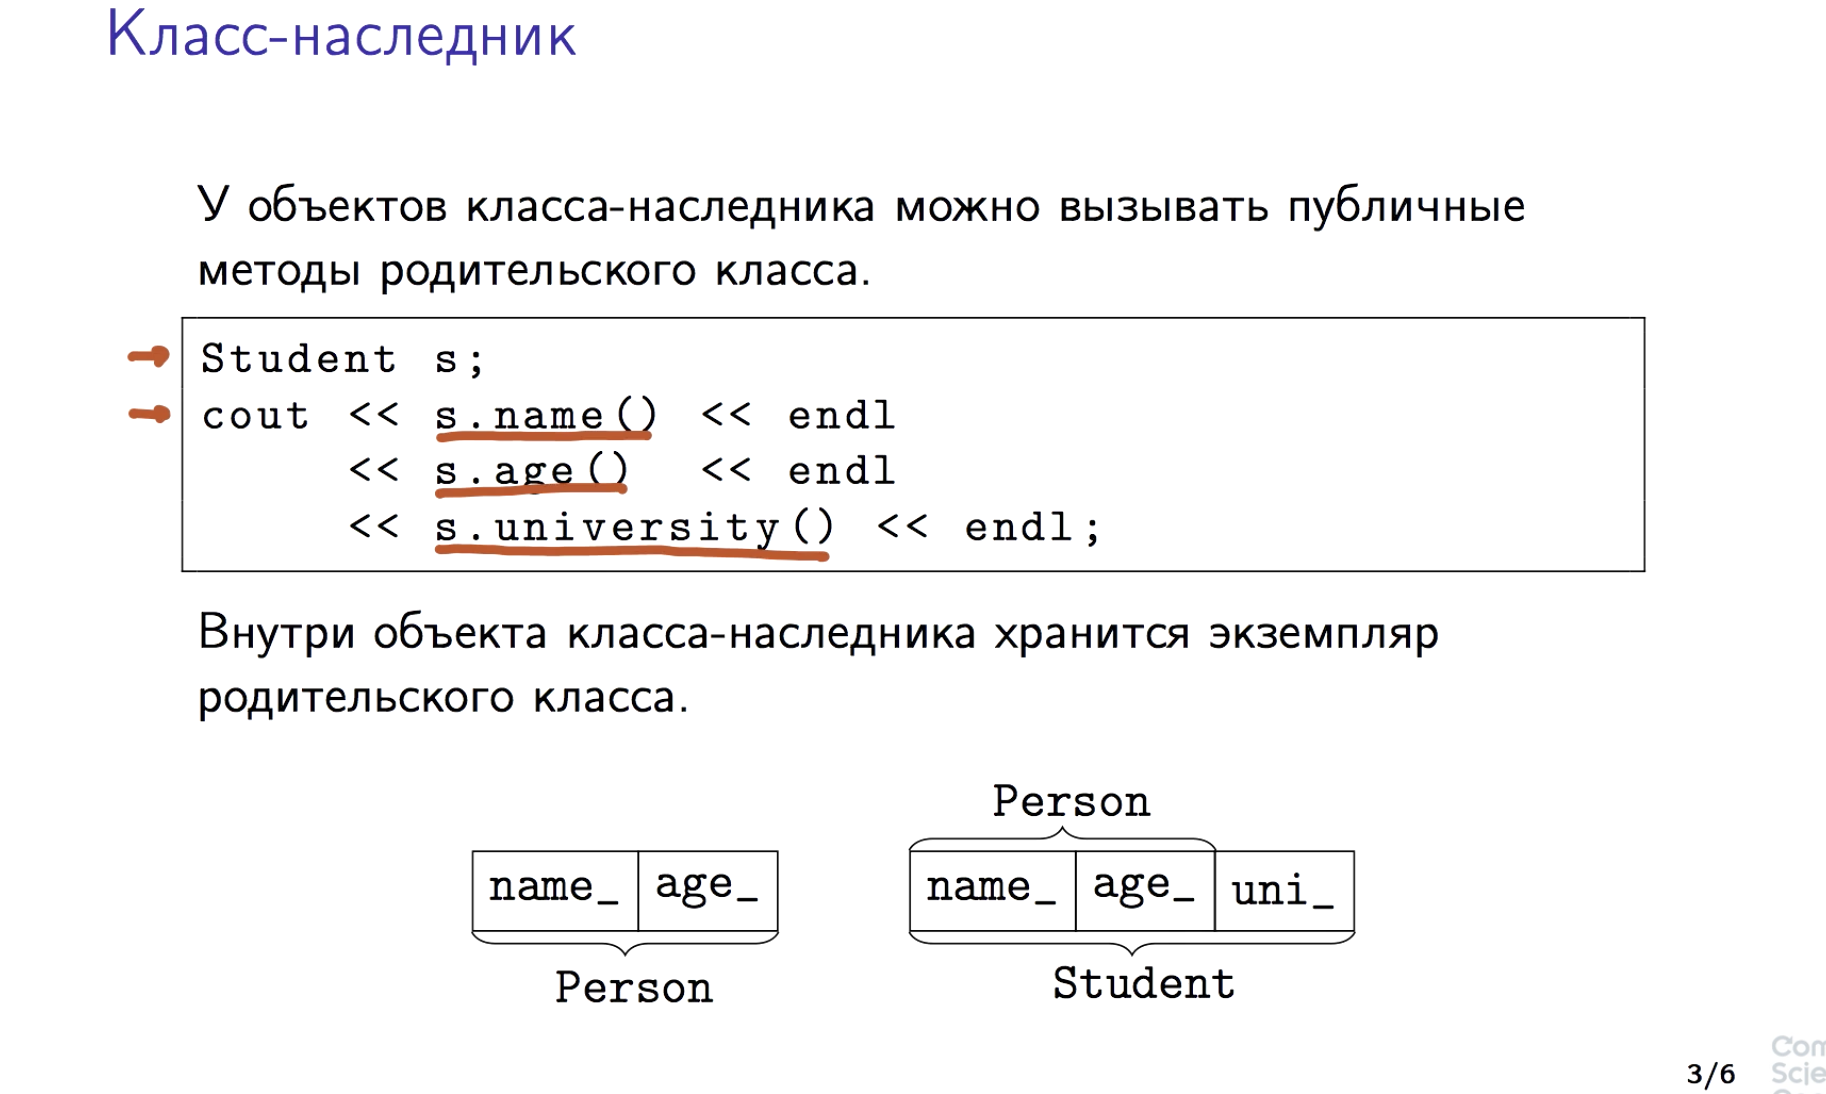 Класс-наследник
У объектов класса-наследника можно вызывать публичные
методы родительского класса.
Student s;
cout << s.name() << endl
<< s.age() << endl
<< s.university() << endl;
Внутри объекта класса-наследника хранится экземпляр
родительского класса.
Person
name_ age_ name_ age_ uni_
Person Student
3/6
Com
Scie